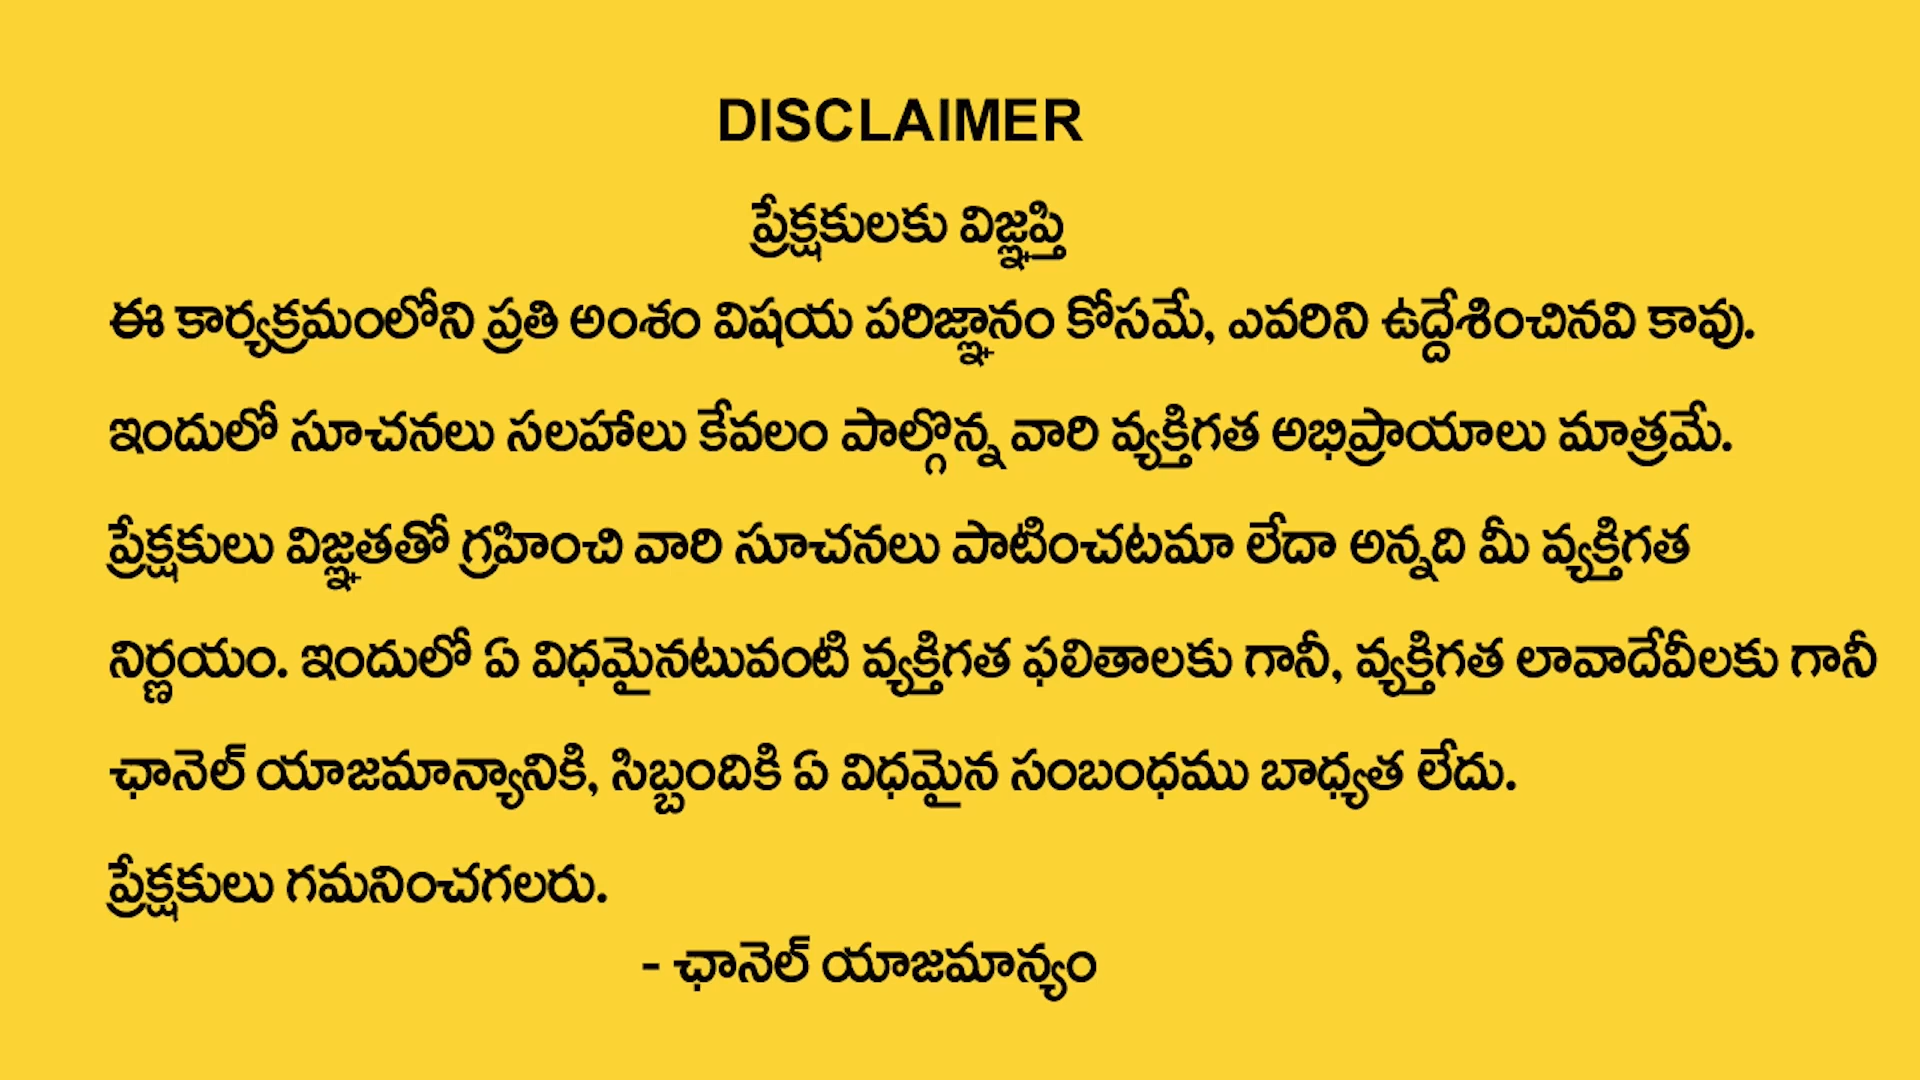 DISCLAIMER
ప్రేక్షకులకు విజ్ఞప్తి
ఈ కార్యక్రమంలోని ప్రతి అంశం విషయ పరిజ్ఞానం కోసమే, ఎవరిని ఉద్దేశించినవి కావు.
ఇందులో సూచనలు సలహాలు కేవలం పాల్గొన్న వారి వ్యక్తిగత అభిప్రాయాలు మాత్రమే.
ప్రేక్షకులు విజ్ఞతతో గ్రహించి వారి సూచనలు పాటించటమా లేదా అన్నది మీ వ్యక్తిగత
నిర్ణయం. ఇందులో ఏ విధమైనటువంటి వ్యక్తిగత ఫలితాలకు గానీ, వ్యక్తిగత లావాదేవీలకు గానీ
ఛానెల్ యాజమాన్యానికి, సిబ్బందికి ఏ విధమైన సంబంధము బాధ్యత లేదు.
ప్రేక్షకులు గమనించగలరు.
- ఛానెల్ యాజమాన్యం